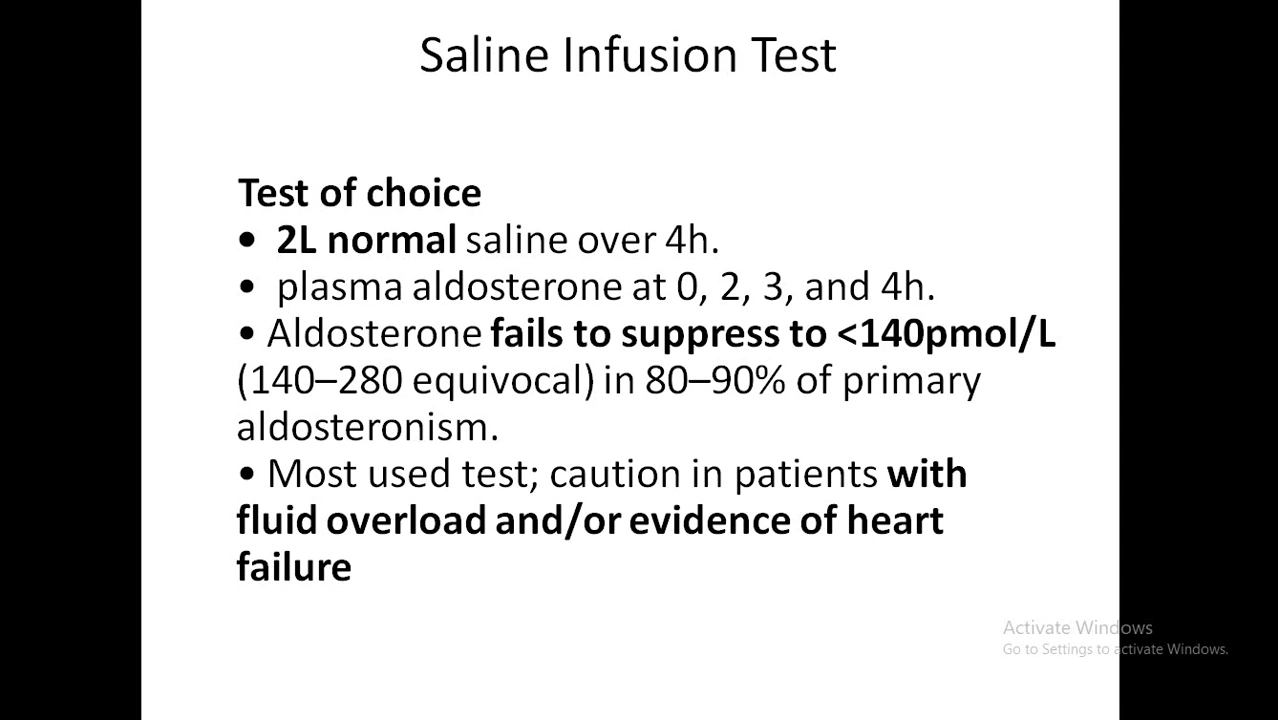 Saline Infusion Test
Test of choice
• 2L normal saline over 4h.
• plasma aldosterone at 0, 2, 3, and 4h.
• Aldosterone fails to suppress to <140pmol/L
(140–280 equivocal) in 80–90% of primary
aldosteronism.
• Most used test; caution in patients with
fluid overload and/or evidence of heart
failure
Activate Windows
Go to Settings to activate Windows.